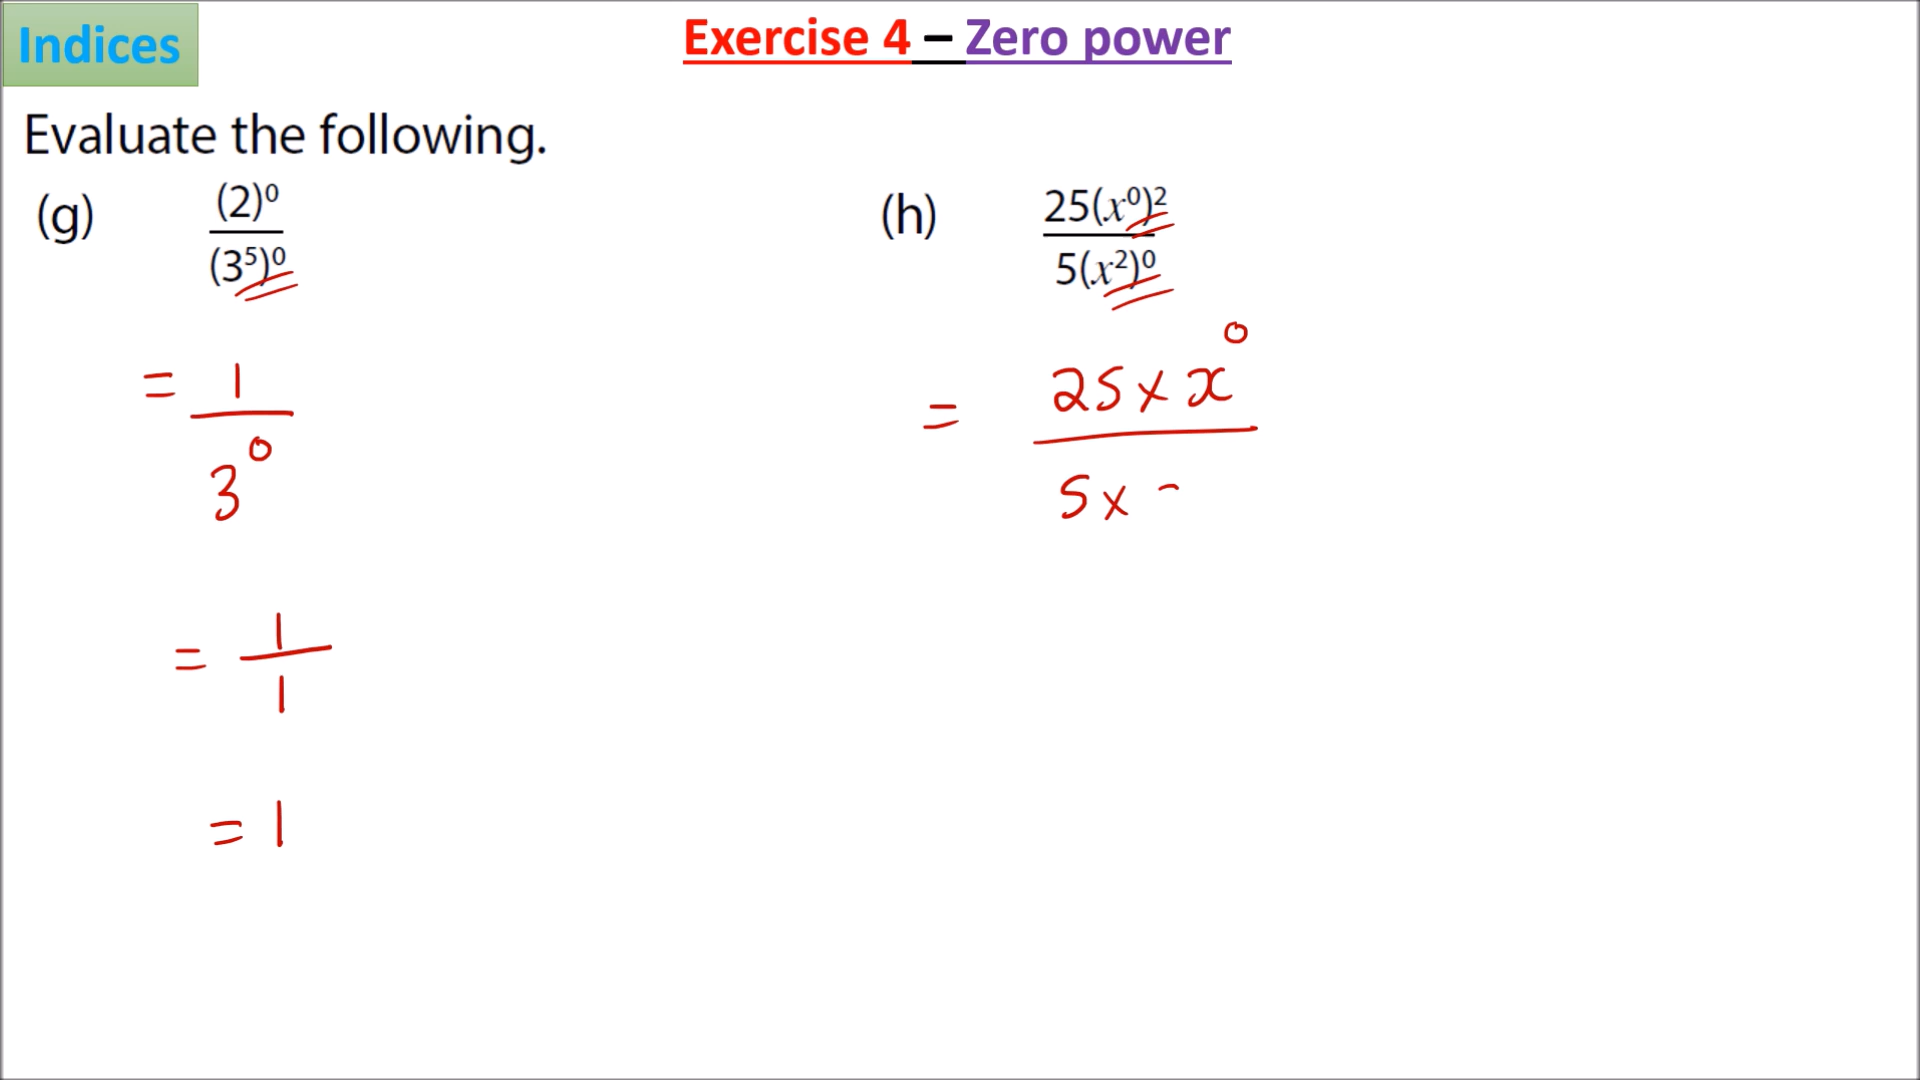 Indices
Exercise 4 – Zero power
Evaluate the following.
(g) (2)⁰ / (3⁵)⁰
= 1 / 3⁰
= 1 / 1
= 1
(h) 25(x⁰)² / 5(x²)⁰
= 25 × x⁰ / 5 ×